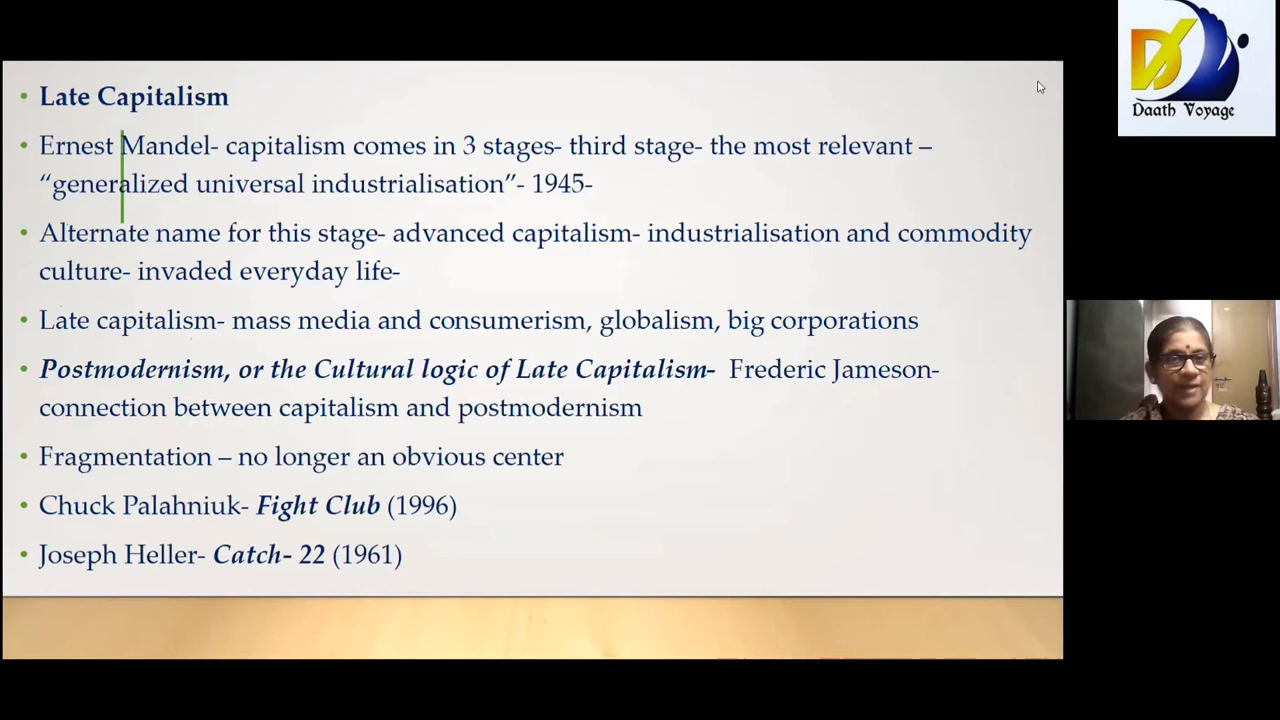 Late Capitalism
Ernest Mandel- capitalism comes in 3 stages- third stage- the most relevant –
“generalized universal industrialisation”- 1945-
Alternate name for this stage- advanced capitalism- industrialisation and commodity
culture- invaded everyday life-
Late capitalism- mass media and consumerism, globalism, big corporations
Postmodernism, or the Cultural logic of Late Capitalism- Frederic Jameson-
connection between capitalism and postmodernism
Fragmentation – no longer an obvious center
Chuck Palahniuk- Fight Club (1996)
Joseph Heller- Catch- 22 (1961)
Daath Voyage